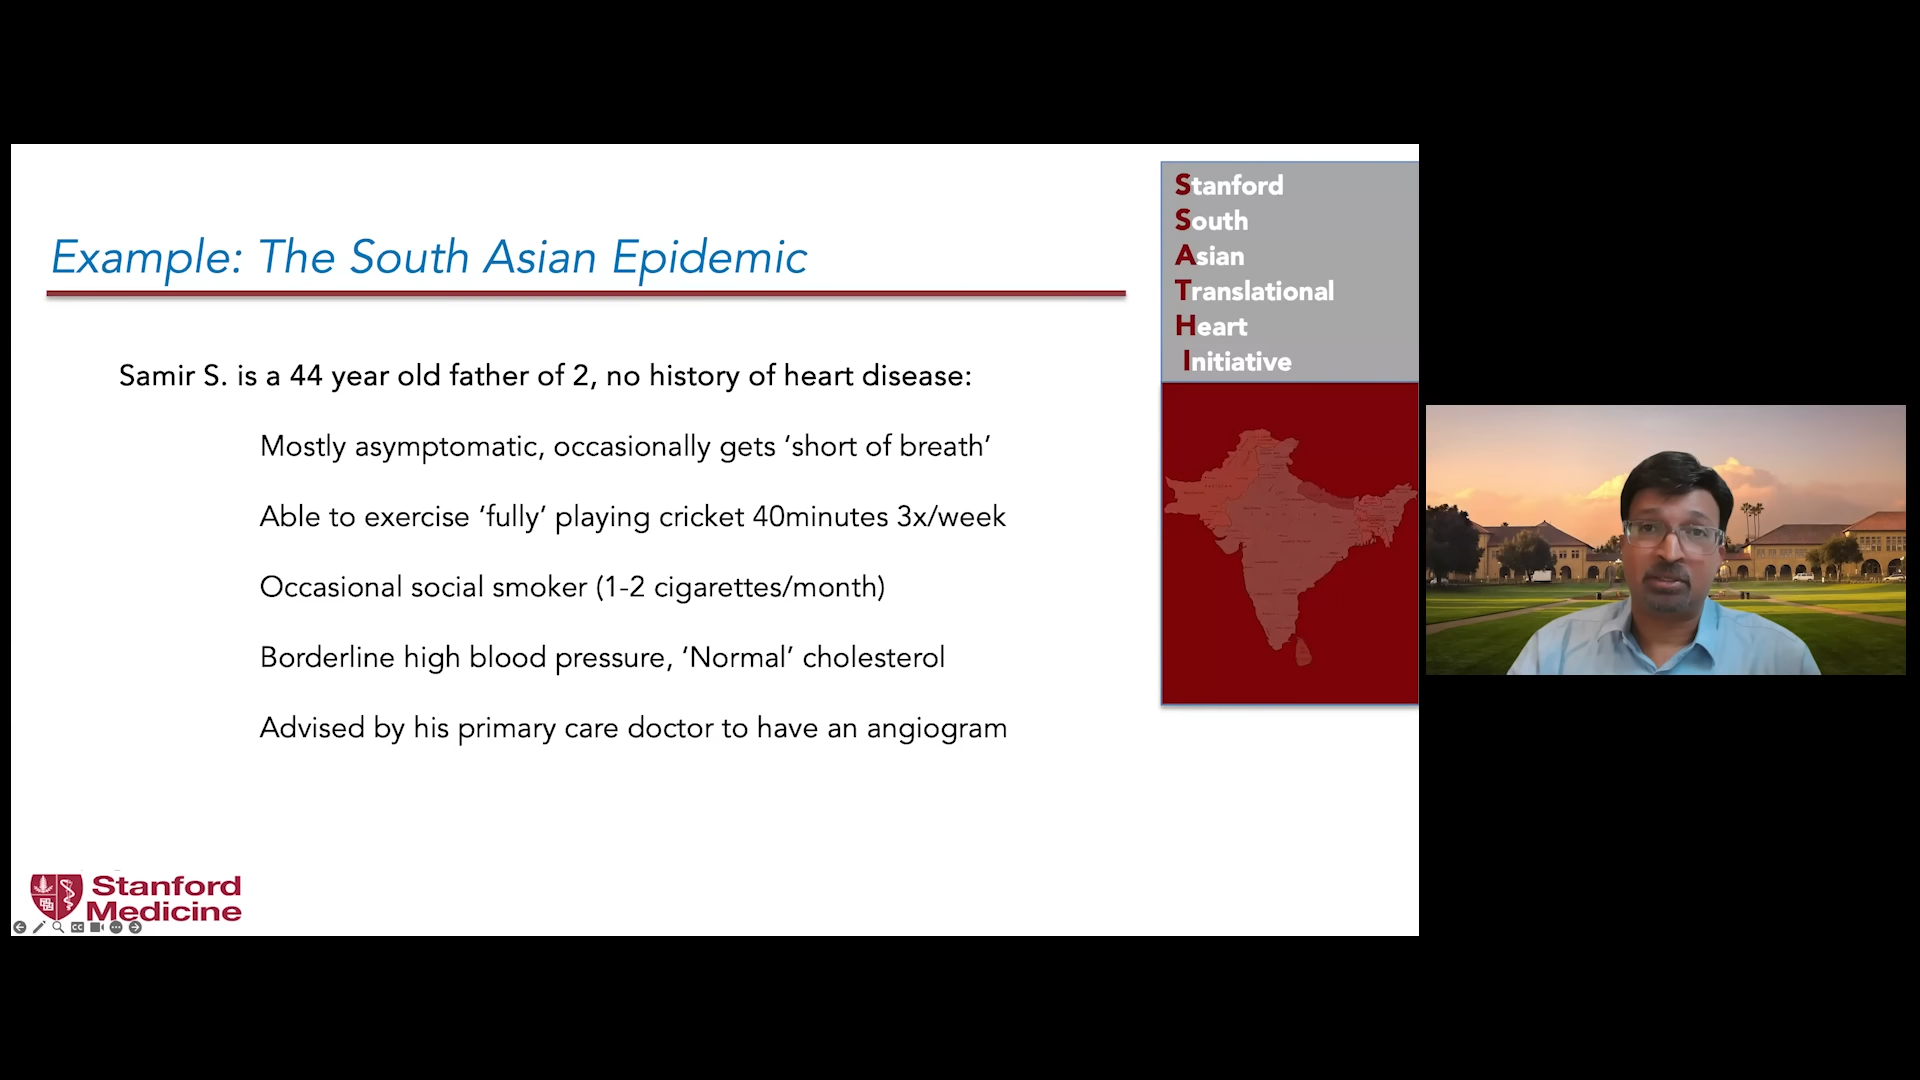 Example: The South Asian Epidemic
Samir S. is a 44 year old father of 2, no history of heart disease:
Mostly asymptomatic, occasionally gets ‘short of breath’
Able to exercise ‘fully’ playing cricket 40minutes 3x/week
Occasional social smoker (1-2 cigarettes/month)
Borderline high blood pressure, ‘Normal’ cholesterol
Advised by his primary care doctor to have an angiogram
Stanford
South
Asian
Translational
Heart
Initiative
Stanford
Medicine
CC